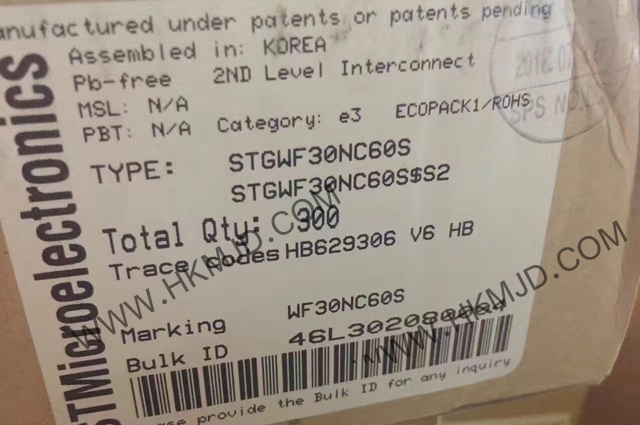 anufactured under patents or patents pending
Assembled in: KOREA
Pb-free 2ND Level Interconnect
MSL: N/A
PBT: N/A Category: e3 ECOPACK1/ROHS
TYPE: STGWF30NC60S
STGWF30NC60S$S2
Total Qty: 300
Trace codes HB629306 V6 HB
Marking WF30NC60S
Bulk ID
provide the Bulk ID for any inquiry
STMicroelectronics
WWW.HKMJD.COM
WWW.HKMJD.COM